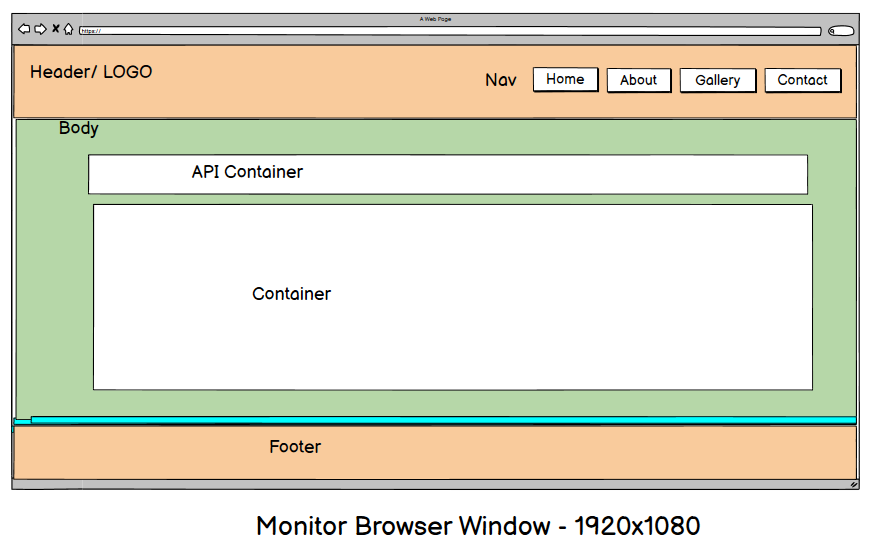 A Web Page
https://
Header/ LOGO
Nav
Home
About
Gallery
Contact
Body
API Container
Container
Footer
Monitor Browser Window - 1920x1080